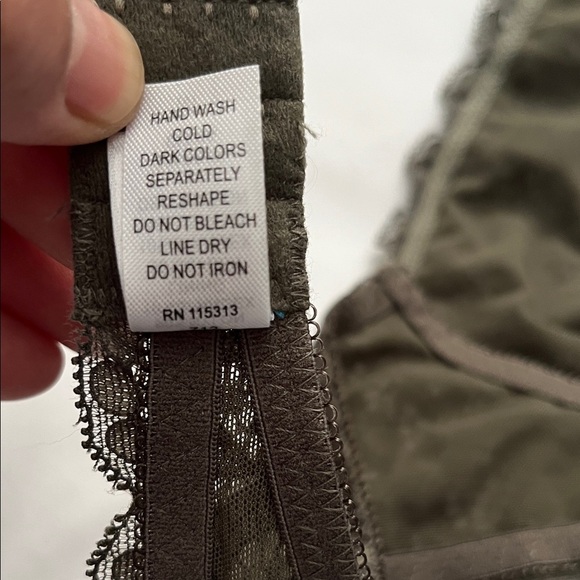 HAND WASH
COLD
DARK COLORS
SEPARATELY
RESHAPE
DO NOT BLEACH
LINE DRY
DO NOT IRON
RN 115313